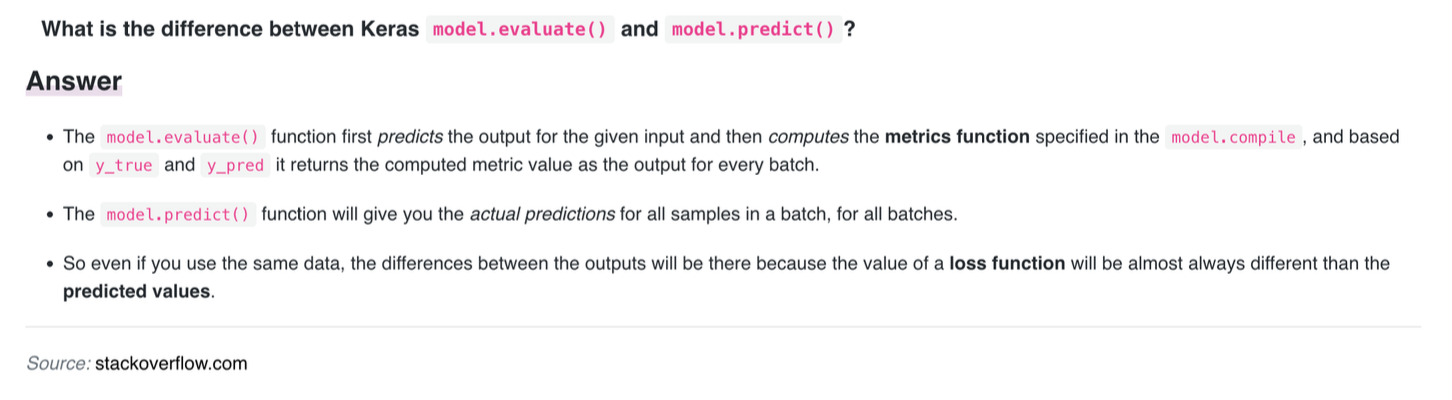 What is the difference between Keras model.evaluate() and model.predict() ?
Answer
• The model.evaluate() function first predicts the output for the given input and then computes the metrics function specified in the model.compile , and based
on y_true and y_pred it returns the computed metric value as the output for every batch.
• The model.predict() function will give you the actual predictions for all samples in a batch, for all batches.
• So even if you use the same data, the differences between the outputs will be there because the value of a loss function will be almost always different than the
predicted values.
Source: stackoverflow.com